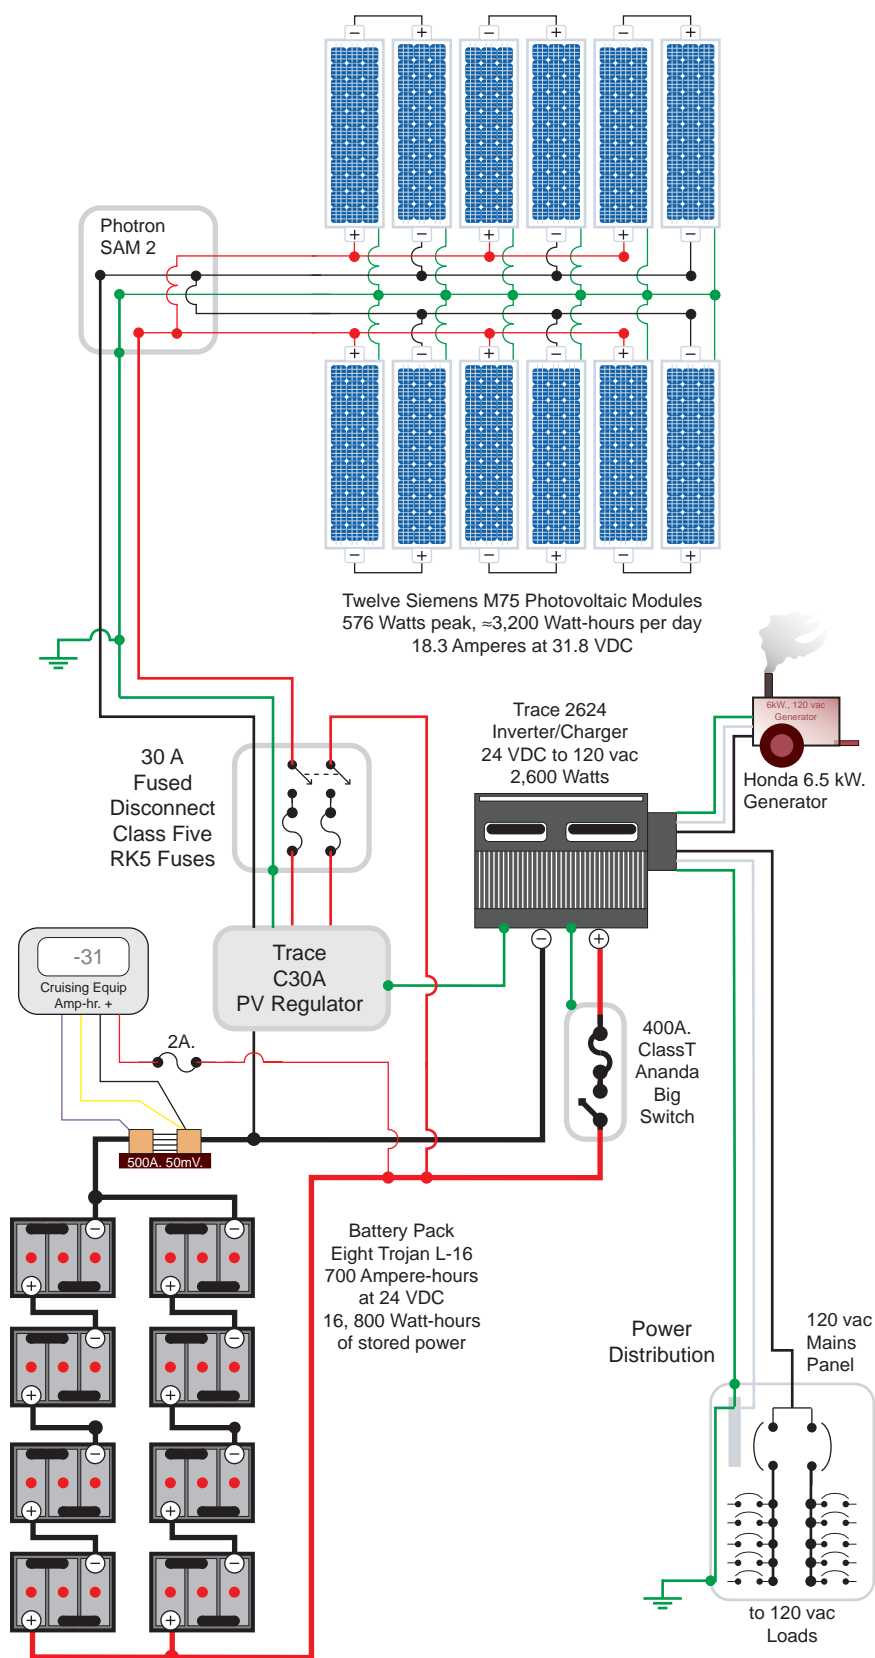 Photron
SAM 2
Twelve Siemens M75 Photovoltaic Modules
576 Watts peak, ≈3,200 Watt-hours per day
18.3 Amperes at 31.8 VDC
6kW., 120 vac
Generator
Honda 6.5 kW.
Generator
Trace 2624
Inverter/Charger
24 VDC to 120 vac
2,600 Watts
30 A
Fused
Disconnect
Class Five
RK5 Fuses
-31
Cruising Equip
Amp-hr. +
Trace
C30A
PV Regulator
2A.
400A.
ClassT
Ananda
Big
Switch
500A. 50mV.
Battery Pack
Eight Trojan L-16
700 Ampere-hours
at 24 VDC
16, 800 Watt-hours
of stored power
Power
Distribution
120 vac
Mains
Panel
to 120 vac
Loads